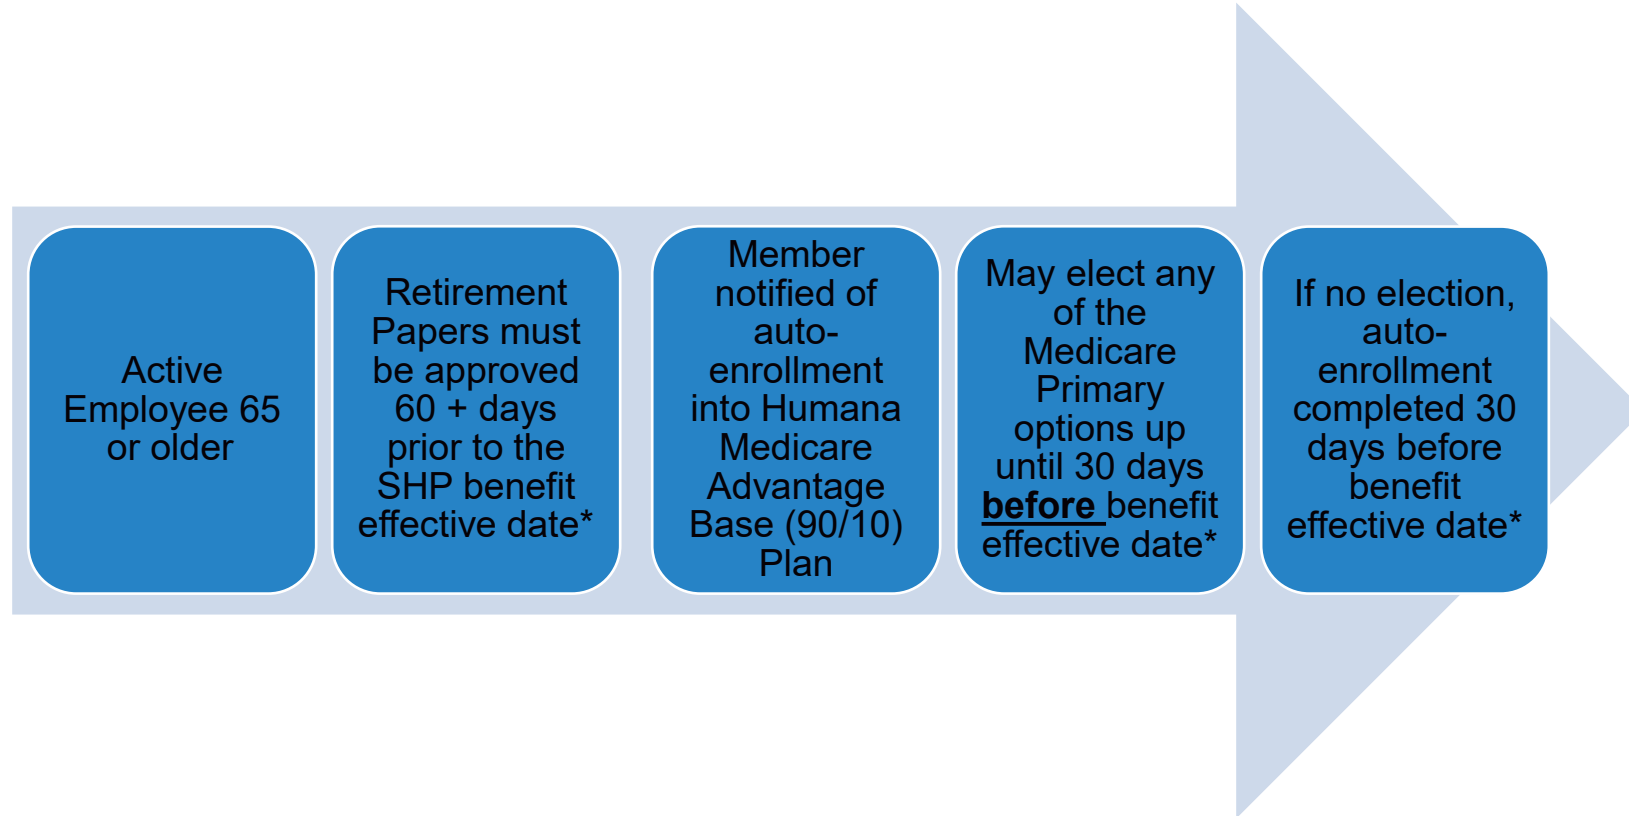 Active
Employee 65
or older
Retirement
Papers must
be approved
60 + days
prior to the
SHP benefit
effective date*
Member
notified of
auto-
enrollment
into Humana
Medicare
Advantage
Base (90/10)
Plan
May elect any
of the
Medicare
Primary
options up
until 30 days
before benefit
effective date*
If no election,
auto-
enrollment
completed 30
days before
benefit
effective date*